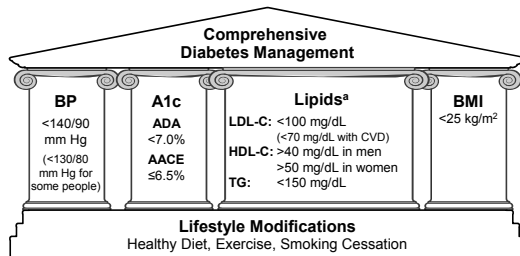 Comprehensive
Diabetes Management
BP
<140/90
mm Hg
(<130/80
mm Hg for
some people)
A1c
ADA
<7.0%
AACE
≤6.5%
Lipidsᵃ
LDL-C: <100 mg/dL
(<70 mg/dL with CVD)
HDL-C: >40 mg/dL in men
>50 mg/dL in women
TG: <150 mg/dL
BMI
<25 kg/m²
Lifestyle Modifications
Healthy Diet, Exercise, Smoking Cessation